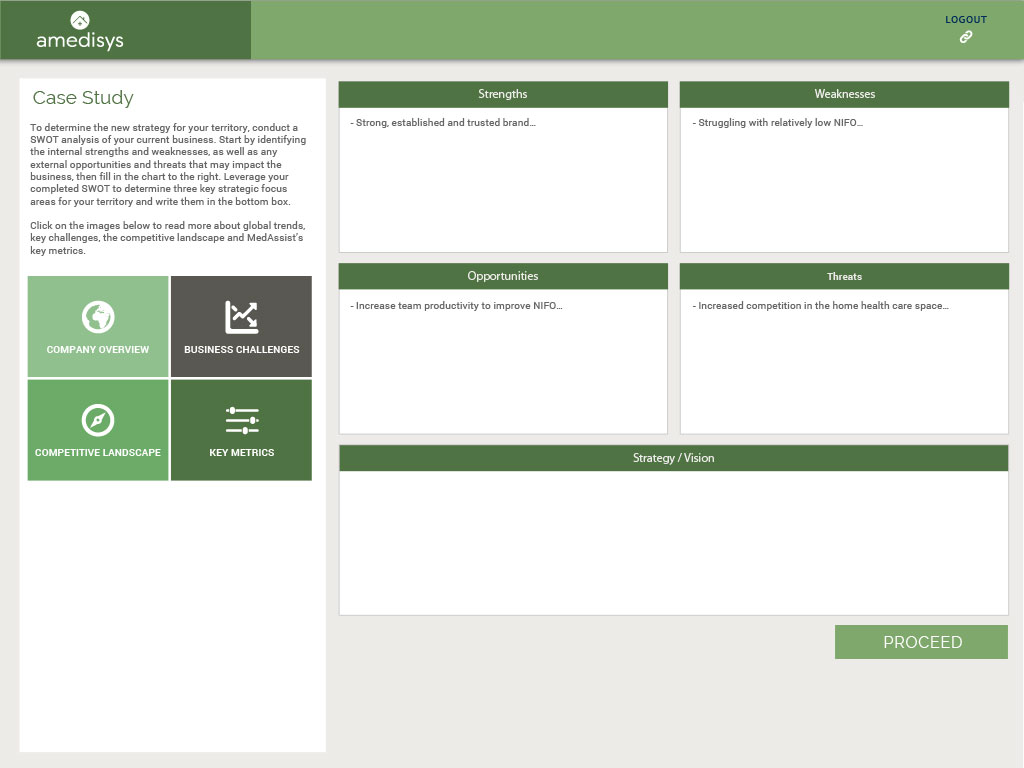 amedisys
LOGOUT
Case Study
To determine the new strategy for your territory, conduct a
SWOT analysis of your current business. Start by identifying
the internal strengths and weaknesses, as well as any
external opportunities and threats that may impact the
business, then fill in the chart to the right. Leverage your
completed SWOT to determine three key strategic focus
areas for your territory and write them in the bottom box.
Click on the images below to read more about global trends,
key challenges, the competitive landscape and MedAssist's
key metrics.
COMPANY OVERVIEW
BUSINESS CHALLENGES
COMPETITIVE LANDSCAPE
KEY METRICS
Strengths
- Strong, established and trusted brand...
Weaknesses
- Struggling with relatively low NIFO...
Opportunities
- Increase team productivity to improve NIFO...
Threats
- Increased competition in the home health care space...
Strategy / Vision
PROCEED